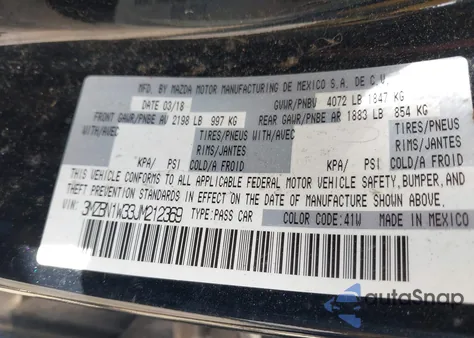 MFD. BY MAZDA MOTOR MANUFACTURING DE MEXICO S.A. DE C.V.
DATE 03/18 GVWR/PNBV 4072 LB 1847 KG
FRONT GAWR/PNBE AV 2198 LB 997 KG REAR GAWR/PNBE AR 1883 LB 854 KG
WITH/AVEC TIRES/PNEUS WITH/AVEC TIRES/PNEUS
RIMS/JANTES RIMS/JANTES
KPA/ PSI COLD/A FROID KPA/ PSI COLD/A FROID
THIS VEHICLE CONFORMS TO ALL APPLICABLE FEDERAL MOTOR VEHICLE SAFETY, BUMPER, AND
THEFT PREVENTION STANDARDS IN EFFECT ON THE DATE OF MANUFACTURE SHOWN ABOVE.
VIN: 3MZBN1W33JM212369 TYPE: PASS CAR COLOR CODE: 41W MADE IN MEXICO
autoSnap